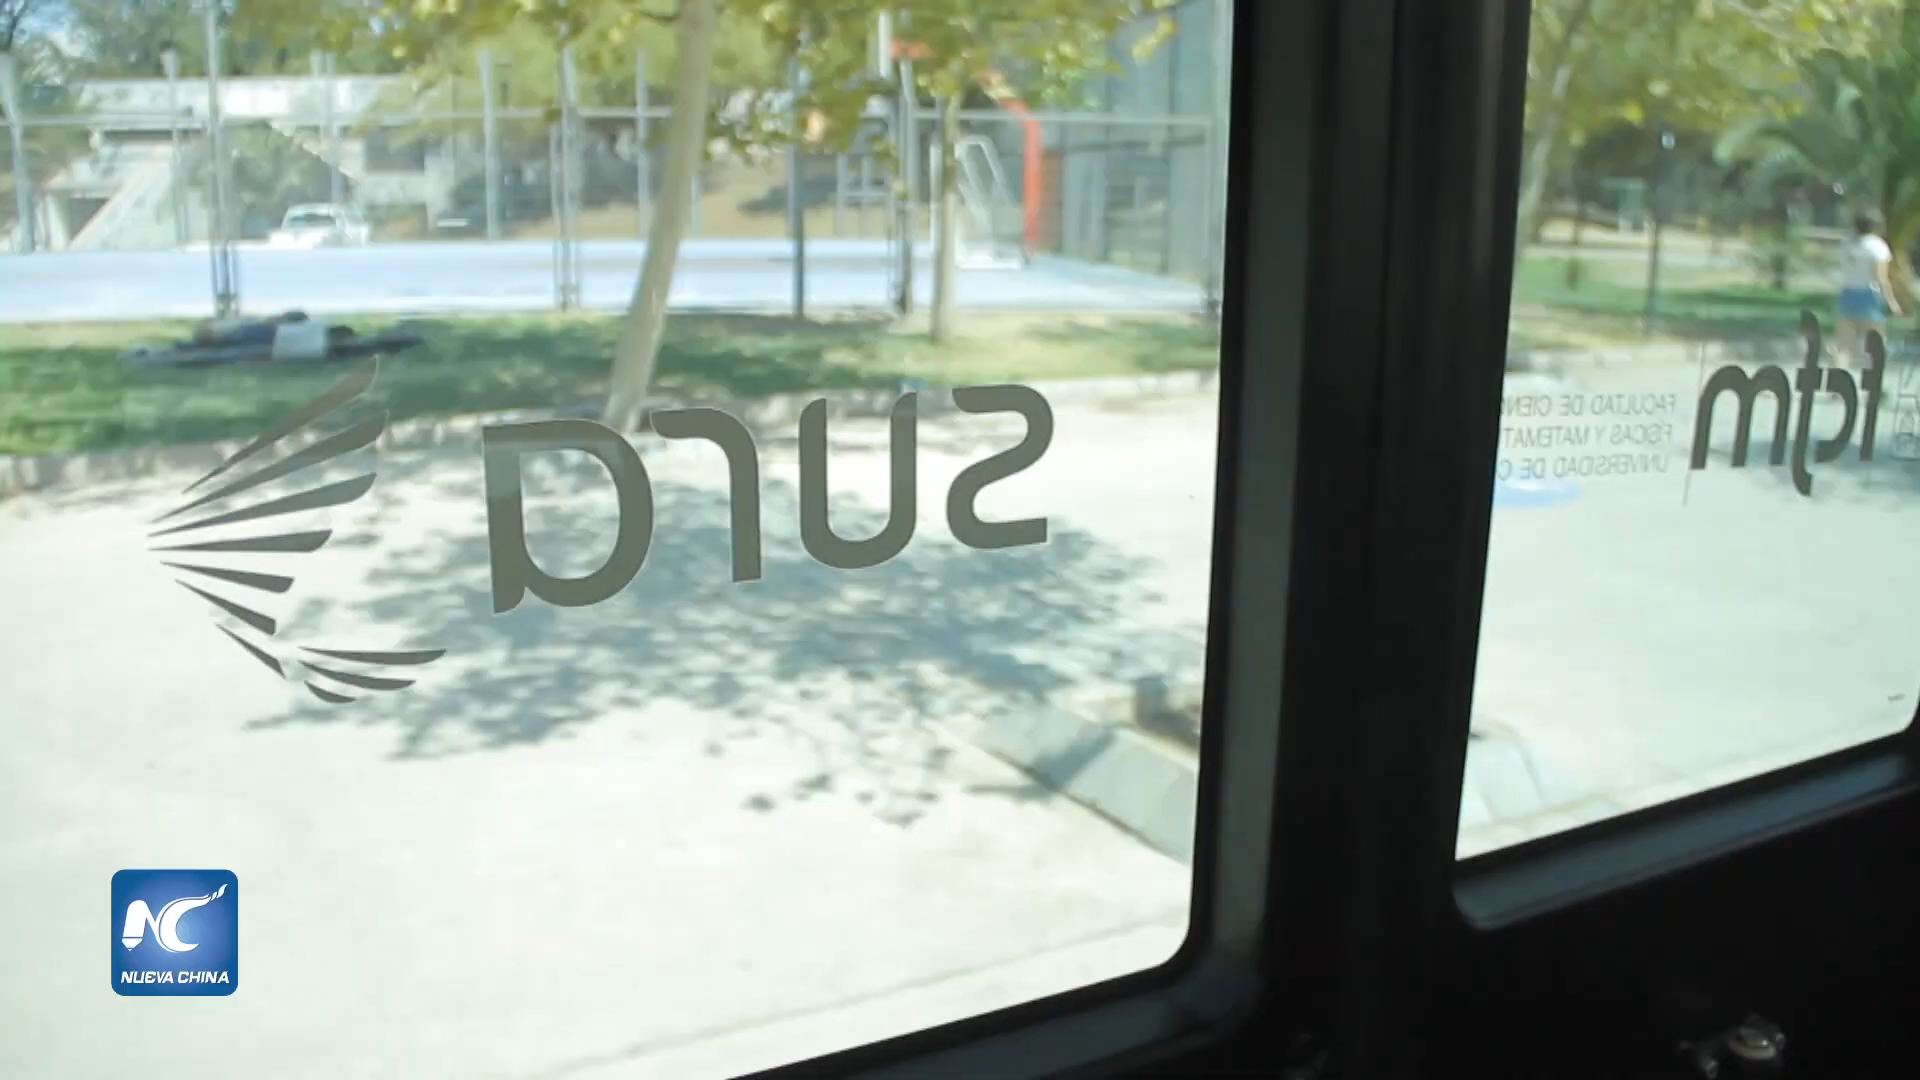 sura
fcfm
FACULTAD DE
FISICAS Y
UNIVERSIDAD DE
NUEVA CHINA